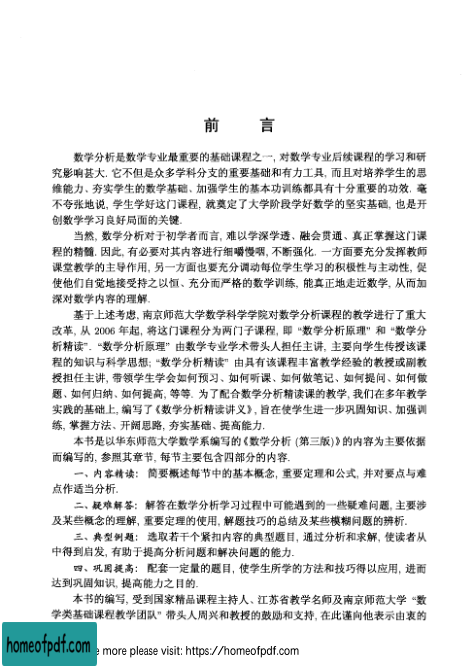 前 言
数学分析是数学专业最重要的基础课程之一, 对数学专业后续课程的学习和研
究影响甚大. 它不但是众多学科分支的重要基础和有力工具, 而且对培养学生的思
维能力、夯实学生的数学基础、加强学生的基本功训练都具有十分重要的功效. 毫
不夸张地说, 学生学好这门课程, 就奠定了大学阶段学好数学的坚实基础, 也是开
创数学学习良好局面的关键.
当然, 数学分析对于初学者而言, 难以学深学透、融会贯通、真正掌握这门课
程的精髓. 因此, 有必要对其内容进行细嚼慢咽, 不断强化. 一方面要充分发挥教师
课堂教学的主导作用, 另一方面也要充分调动每位学生学习的积极性与主动性, 促
使他们自觉地接受持之以恒、充分而严格的数学训练, 能真正地走近数学, 从而加
深对数学内容的理解.
基于上述考虑, 南京师范大学数学科学学院对数学分析课程的教学进行了重大
改革, 从 2006 年起, 将这门课程分为两门子课程, 即 “数学分析原理” 和 “数学分
析精读”. “数学分析原理” 由数学专业学术带头人担任主讲, 主要向学生传授该课
程的知识与科学思想; “数学分析精读” 由具有该课程丰富教学经验的教授或副教
授担任主讲, 带领学生学会如何预习、如何听课、如何做笔记、如何提问、如何做
题、如何归纳、如何提高, 等等. 为了配合数学分析精读课的教学, 我们在多年教学
实践的基础上, 编写了《数学分析精读讲义》, 旨在使学生进一步巩固知识、加强训
练, 掌握方法、开阔思路, 夯实基础、提高能力.
本书是以华东师范大学数学系编写的《数学分析 (第三版)》的内容为主要依据
而编写的, 参照其章节, 每节主要包含四部分的内容.
一、内容精读: 简要概述每节中的基本概念, 重要定理和公式, 并对要点与难
点作适当分析.
二、疑难解答: 解答在数学分析学习过程中可能遇到的一些疑难问题, 主要涉
及某些概念的理解, 重要定理的使用, 解题技巧的总结及某些模糊问题的辨析.
三、典型例题: 选取若干个紧扣内容的典型题目, 通过分析和求解, 使读者从
中得到启发, 有助于提高分析问题和解决问题的能力.
四、巩固提高: 配套一定量的题目, 使学生所学的方法和技巧得以应用, 进而
达到巩固知识, 提高能力之目的.
本书的编写, 受到国家精品课程主持人、江苏省教学名师及南京师范大学 “数
学类基础课程教学团队” 带头人周兴和教授的鼓励和支持, 在此谨向他表示由衷的
homeofpdf.com
e more please visit: https://homeofpdf.com